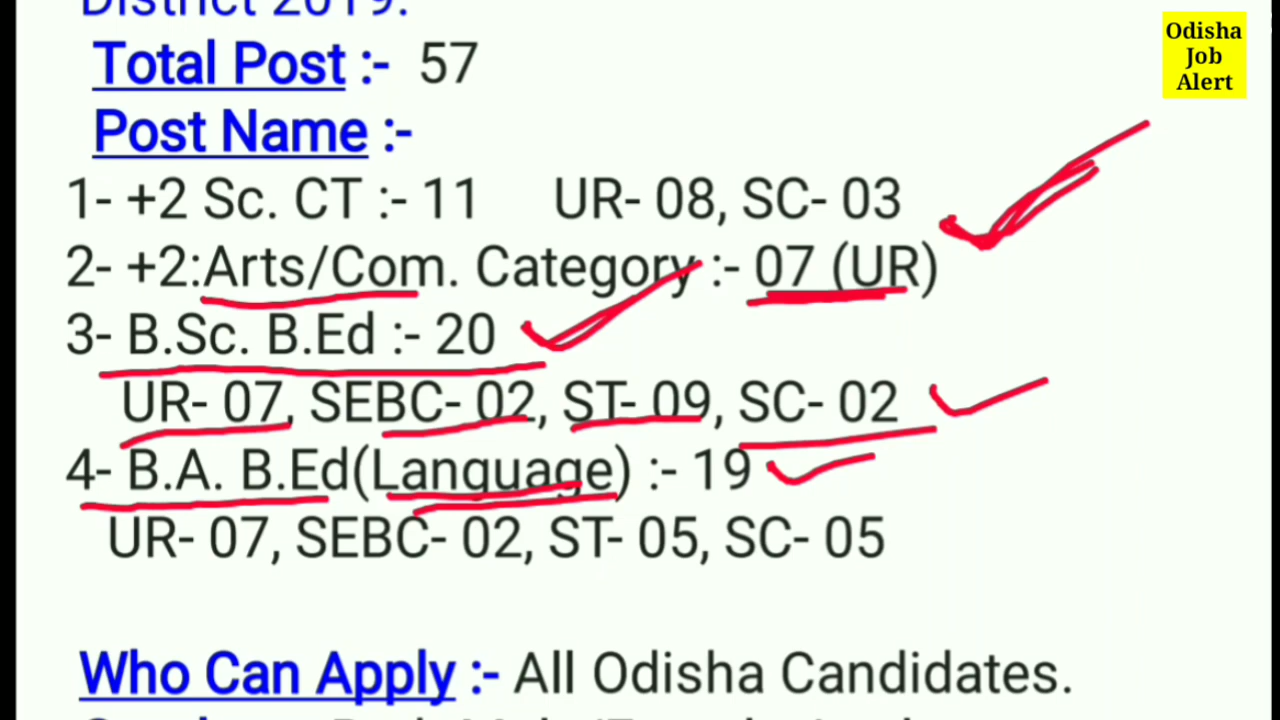 District 2019.
Total Post :- 57
Post Name :-
1- +2 Sc. CT :- 11 UR- 08, SC- 03
2- +2:Arts/Com. Category :- 07 (UR)
3- B.Sc. B.Ed :- 20
UR- 07, SEBC- 02, ST- 09, SC- 02
4- B.A. B.Ed(Language) :- 19
UR- 07, SEBC- 02, ST- 05, SC- 05
Who Can Apply :- All Odisha Candidates.
Odisha
Job
Alert